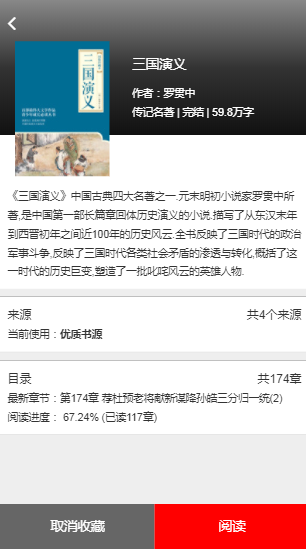 三国演义
三国演义
作者：罗贯中
传记名著 | 完结 | 59.8万字
《三国演义》中国古典四大名著之一.元末明初小说家罗贯中所
著,是中国第一部长篇章回体历史演义的小说.描写了从东汉末年
到西晋初年之间近100年的历史风云.全书反映了三国时代的政治
军事斗争,反映了三国时代各类社会矛盾的渗透与转化,概括了这
一时代的历史巨变,塑造了一批叱咤风云的英雄人物.
来源
共4个来源
当前使用：优质书源
目录
共174章
最新章节：第174章 荐杜预老将献新谋降孙皓三分归一统(2)
阅读进度： 67.24% (已读117章)
取消收藏
阅读